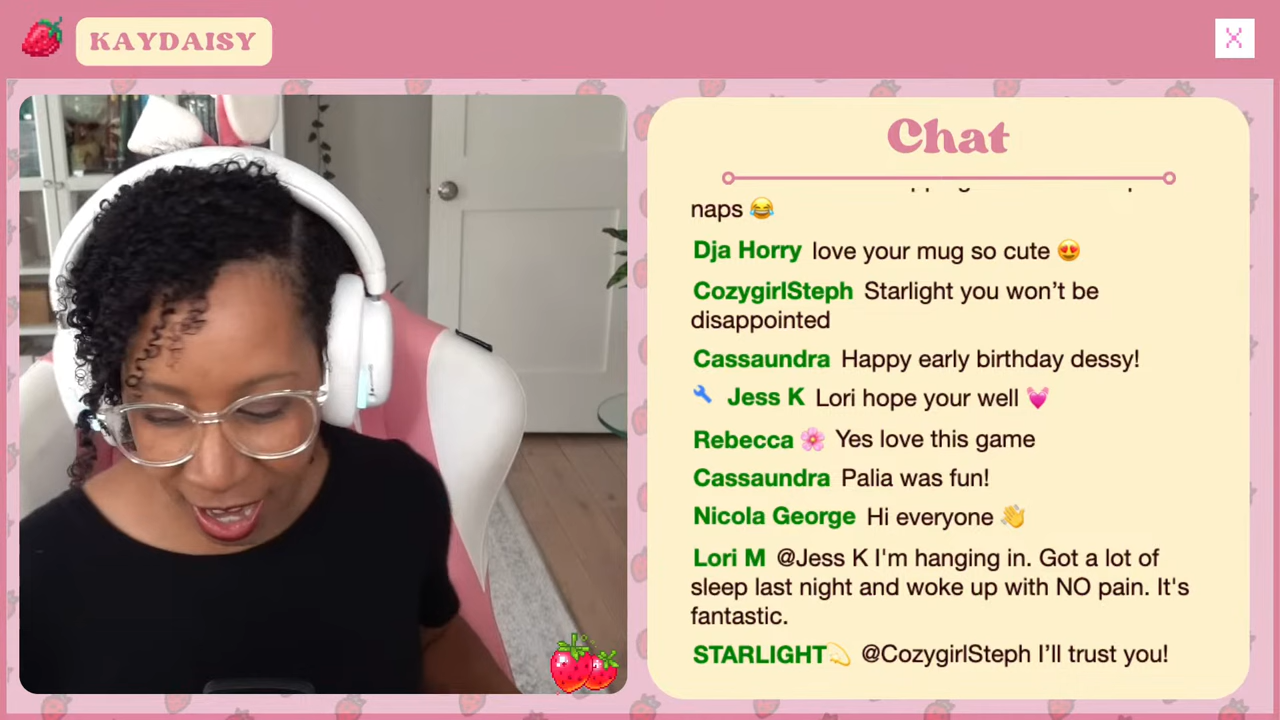 KAYDAISY
Chat
naps 😂
Dja Horry love your mug so cute 😍
CozygirlSteph Starlight you won’t be
disappointed
Cassaundra Happy early birthday dessy!
Jess K Lori hope your well 💓
Rebecca 🌸 Yes love this game
Cassaundra Palia was fun!
Nicola George Hi everyone 👋
Lori M @Jess K I'm hanging in. Got a lot of
sleep last night and woke up with NO pain. It's
fantastic.
STARLIGHT💫 @CozygirlSteph I’ll trust you!